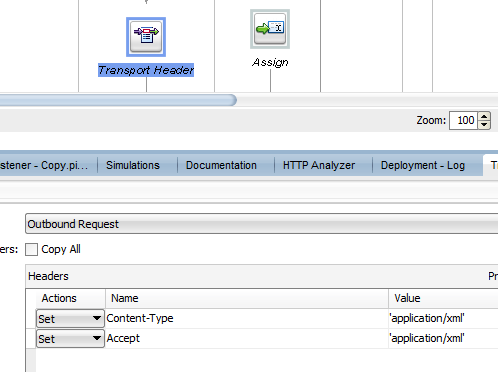 Transport Header
Assign
Zoom: 100
stener - Copy.pi... Simulations Documentation HTTP Analyzer Deployment - Log T
Outbound Request
ers: Copy All
Headers Pr
Actions Name Value
Set Content-Type 'application/xml'
Set Accept 'application/xml'